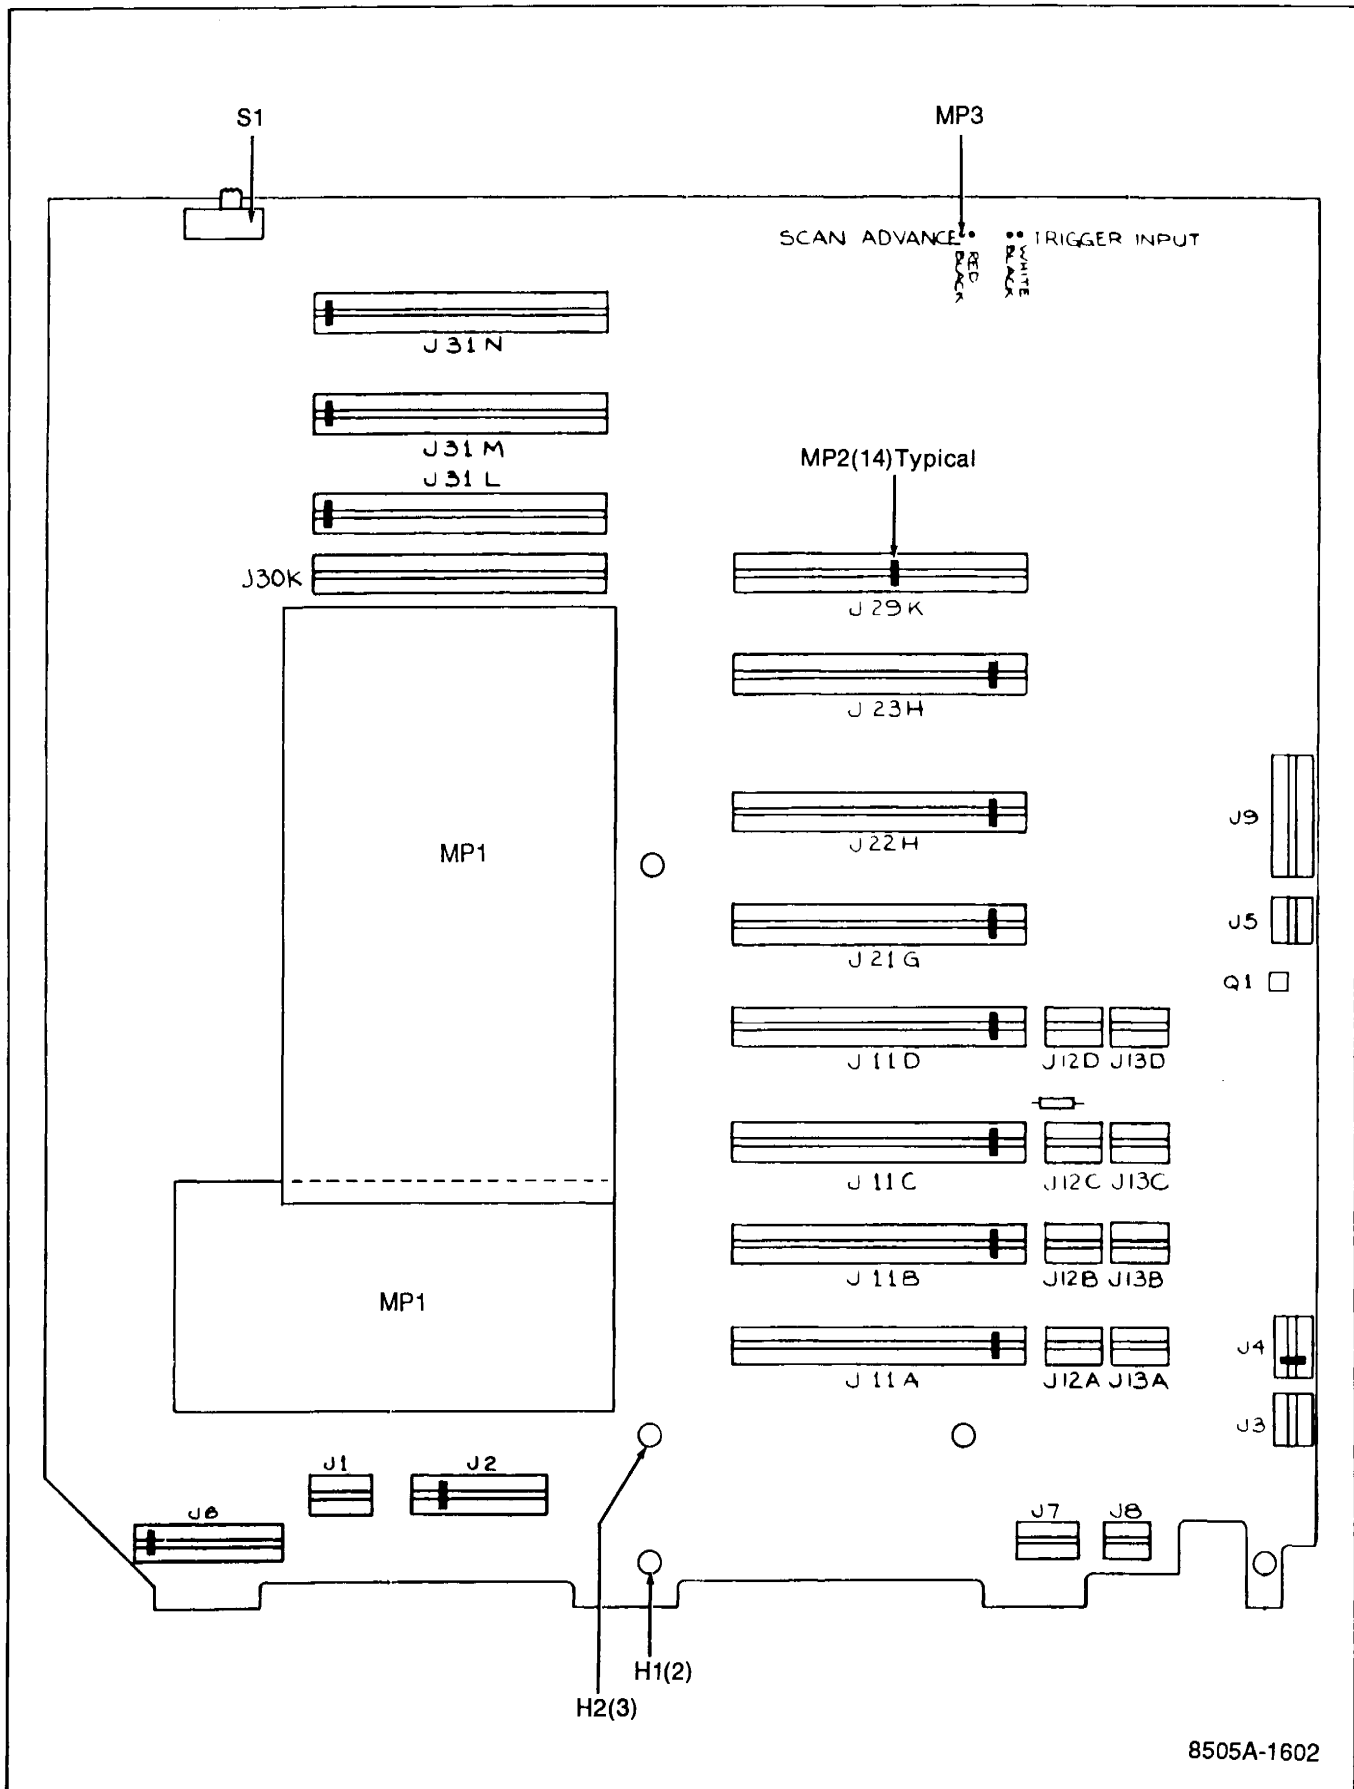 S1
MP3
SCAN ADVANCE
RED
BLACK
WHITE
BLACK
TRIGGER INPUT
J31N
J31M
J31L
MP2(14)Typical
J30K
J29K
J23H
MP1
J22H
J9
J21G
J5
Q1
J11D
J12D
J13D
J11C
J12C
J13C
MP1
J11B
J12B
J13B
J11A
J12A
J13A
J4
J3
J1
J2
J6
J7
J8
H1(2)
H2(3)
8505A-1602